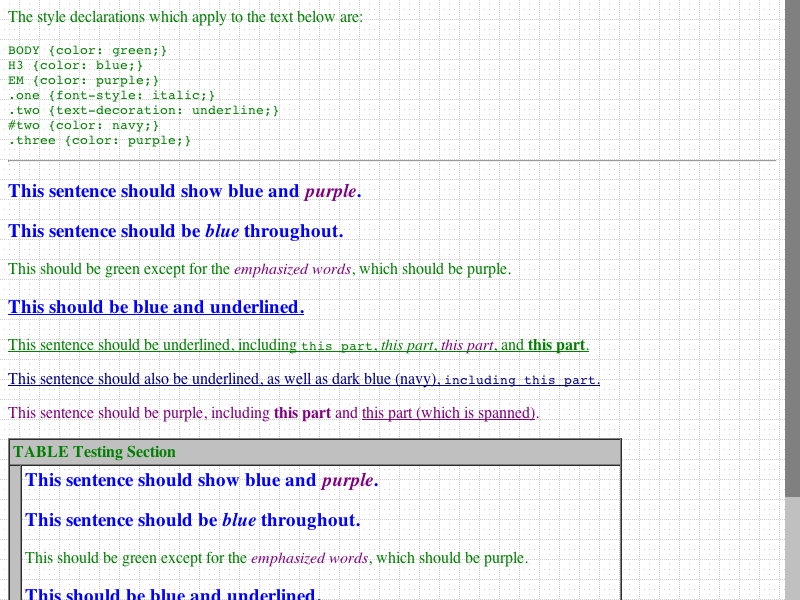 The style declarations which apply to the text below are:
BODY {color: green;}
H3 {color: blue;}
EM {color: purple;}
.one {font-style: italic;}
.two {text-decoration: underline;}
#two {color: navy;}
.three {color: purple;}
This sentence should show blue and purple.
This sentence should be blue throughout.
This should be green except for the emphasized words, which should be purple.
This should be blue and underlined.
This sentence should be underlined, including this part, this part, this part, and this part.
This sentence should also be underlined, as well as dark blue (navy), including this part.
This sentence should be purple, including this part and this part (which is spanned).
TABLE Testing Section
This sentence should show blue and purple.
This sentence should be blue throughout.
This should be green except for the emphasized words, which should be purple.
This should be blue and underlined.